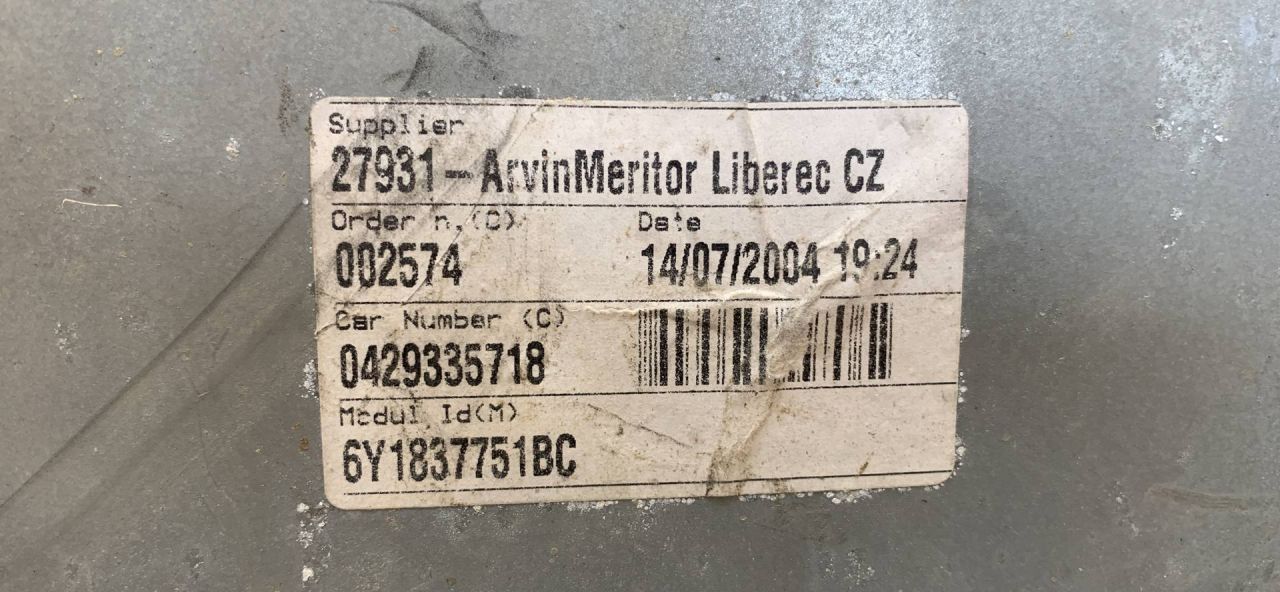 Supplier
27931-ArvinMeritor Liberec CZ
Order n.(C) Date
002574 14/07/2004 19:24
Car Number (C)
0429335718
Modul Id(M)
6Y1837751BC